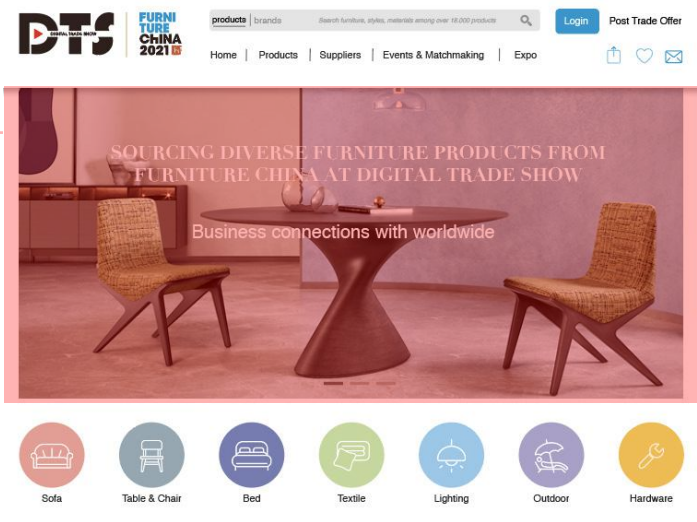 DTS
DIGITAL TRADE SHOW
FURNI
TURE
CHINA
2021
products | brands
Search furniture, styles, materials among over 18.000 products
Login
Post Trade Offer
Home | Products | Suppliers | Events & Matchmaking | Expo
SOURCING DIVERSE FURNITURE PRODUCTS FROM
FURNITURE CHINA AT DIGITAL TRADE SHOW
Business connections with worldwide
Sofa
Table & Chair
Bed
Textile
Lighting
Outdoor
Hardware